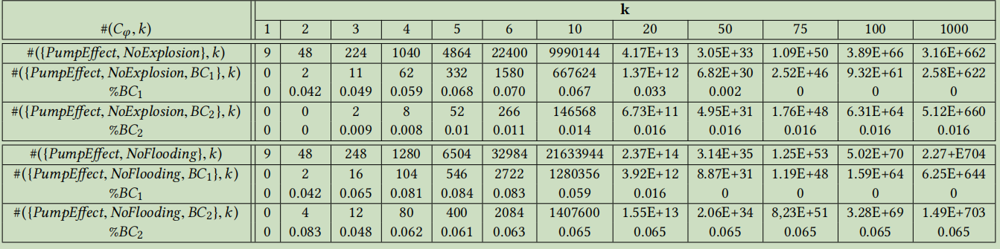 k
#(Cφ, k) 1 2 3 4 5 6 10 20 50 75 100 1000
#({PumpEffect, NoExplosion}, k) 9 48 224 1040 4864 22400 9990144 4.17E+13 3.05E+33 1.09E+50 3.89E+66 3.16E+662
#({PumpEffect, NoExplosion, BC1}, k) 0 2 11 62 332 1580 667624 1.37E+12 6.82E+30 2.52E+46 9.32E+61 2.58E+622
%BC1 0 0.042 0.049 0.059 0.068 0.070 0.067 0.033 0.002 0 0 0
#({PumpEffect, NoExplosion, BC2}, k) 0 0 2 8 52 266 146568 6.73E+11 4.95E+31 1.76E+48 6.31E+64 5.12E+660
%BC2 0 0 0.009 0.008 0.01 0.011 0.014 0.016 0.016 0.016 0.016 0.016
#({PumpEffect, NoFlooding}, k) 9 48 248 1280 6504 32984 21633944 2.37E+14 3.14E+35 1.25E+53 5.02E+70 2.27+E704
#({PumpEffect, NoFlooding, BC1}, k) 0 2 16 104 546 2722 1280356 3.92E+12 8.87E+31 1.19E+48 1.59E+64 6.25E+644
%BC1 0 0.042 0.065 0.081 0.084 0.083 0.059 0.016 0 0 0 0
#({PumpEffect, NoFlooding, BC2}, k) 0 4 12 80 400 2084 1407600 1.55E+13 2.06E+34 8,23E+51 3.28E+69 1.49E+703
%BC2 0 0.083 0.048 0.062 0.061 0.063 0.065 0.065 0.065 0.065 0.065 0.065